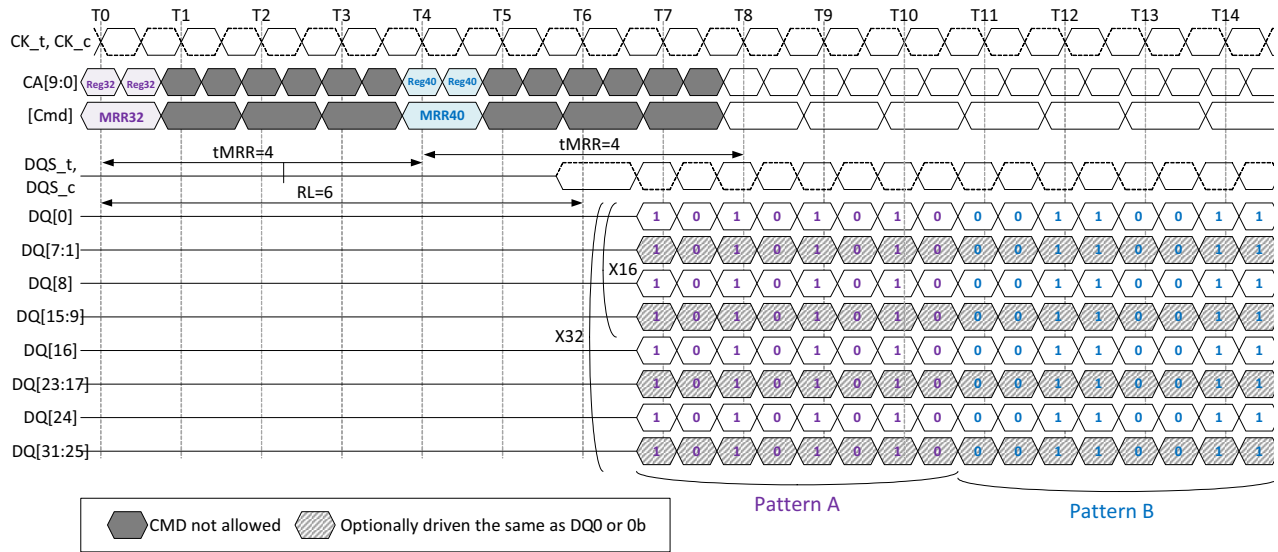 T0 T1 T2 T3 T4 T5 T6 T7 T8 T9 T10 T11 T12 T13 T14
CK_t, CK_c
CA[9:0] Reg32 Reg32 Reg40 Reg40
[Cmd] MRR32 MRR40
tMRR=4 tMRR=4
DQS_t,
DQS_c
RL=6
DQ[0] 1 0 1 0 1 0 1 0 0 0 1 1 0 0 1 1
DQ[7:1] 1 0 1 0 1 0 1 0 0 0 1 1 0 0 1 1
X16
DQ[8] 1 0 1 0 1 0 1 0 0 0 1 1 0 0 1 1
DQ[15:9] 1 0 1 0 1 0 1 0 0 0 1 1 0 0 1 1
X32
DQ[16] 1 0 1 0 1 0 1 0 0 0 1 1 0 0 1 1
DQ[23:17] 1 0 1 0 1 0 1 0 0 0 1 1 0 0 1 1
DQ[24] 1 0 1 0 1 0 1 0 0 0 1 1 0 0 1 1
DQ[31:25] 1 0 1 0 1 0 1 0 0 0 1 1 0 0 1 1
Pattern A Pattern B
CMD not allowed Optionally driven the same as DQ0 or 0b